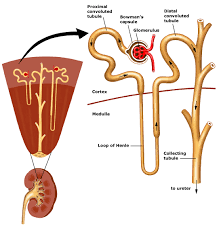 Proximal
convoluted
tubule
Bowman's
capsule
Glomerulus
Distal
convoluted
tubule
Cortex
Medulla
Loop of Henle
Collecting
tubule
to ureter